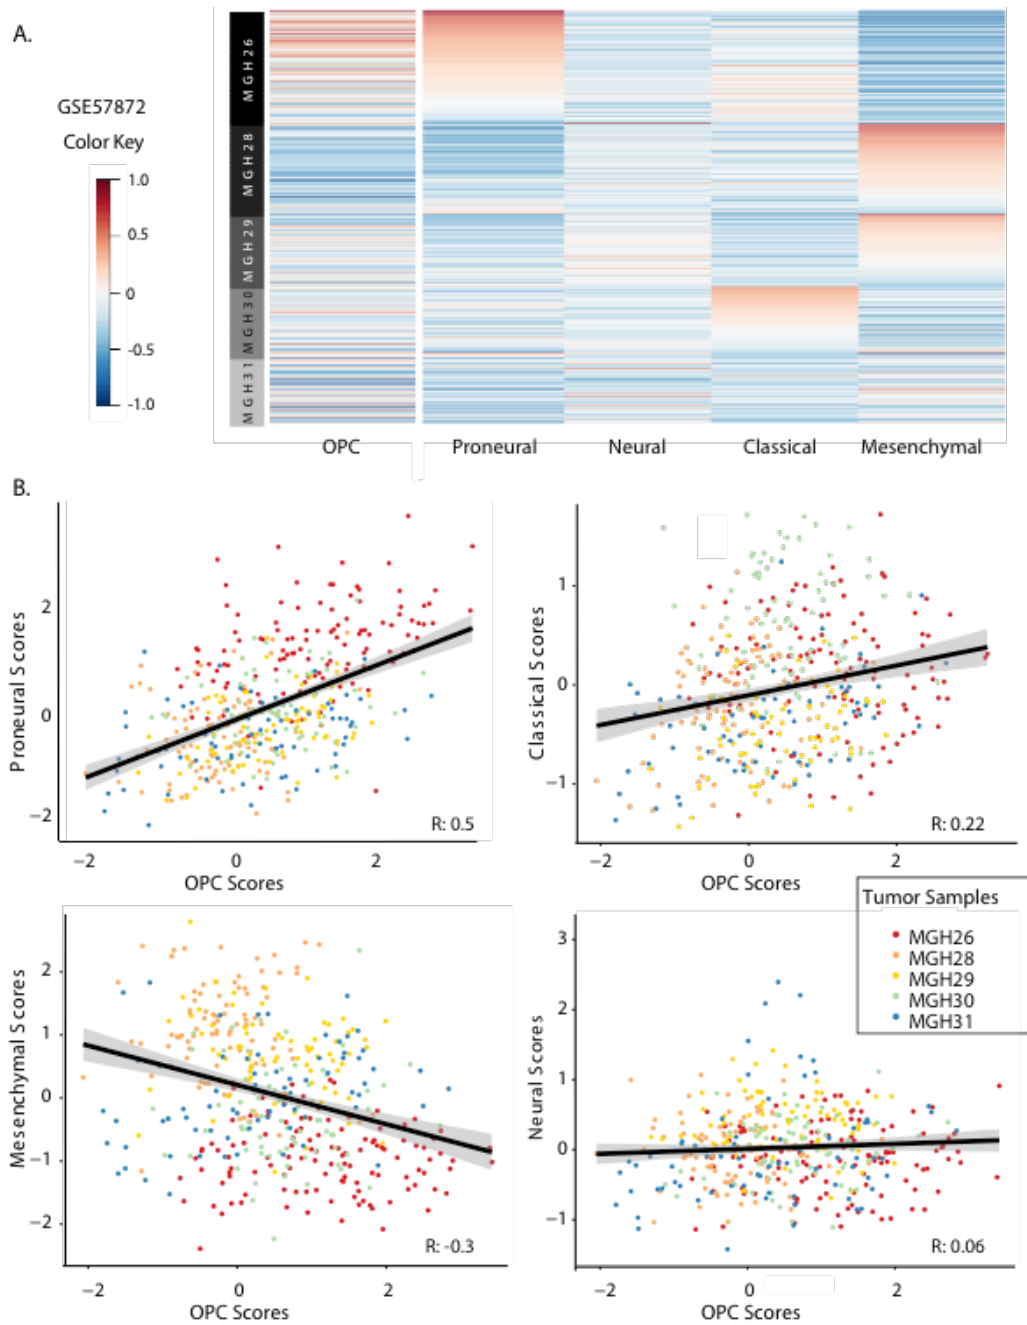 A.
GSE57872
Color Key
1.0
0.5
0
-0.5
-1.0
MGH26
MGH28
MGH29
MGH30
MGH31
OPC Proneural Neural Classical Mesenchymal
B.
Proneural Scores
2
0
−2
−2 0 2
OPC Scores
R: 0.5
Classical Scores
1
0
−1
−2 0 2
OPC Scores
R: 0.22
Mesenchymal Scores
2
1
0
−1
−2
−2 0 2
OPC Scores
R: -0.3
Neural Scores
3
2
1
0
−1
−2 0 2
OPC Scores
R: 0.06
Tumor Samples
MGH26
MGH28
MGH29
MGH30
MGH31